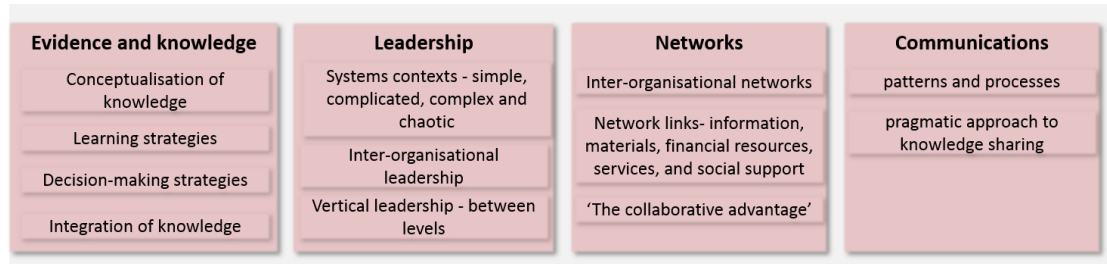 Evidence and knowledge
Conceptualisation of
knowledge
Learning strategies
Decision-making strategies
Integration of knowledge
Leadership
Systems contexts - simple,
complicated, complex and
chaotic
Inter-organisational
leadership
Vertical leadership - between
levels
Networks
Inter-organisational networks
Network links- information,
materials, financial resources,
services, and social support
‘The collaborative advantage’
Communications
patterns and processes
pragmatic approach to
knowledge sharing